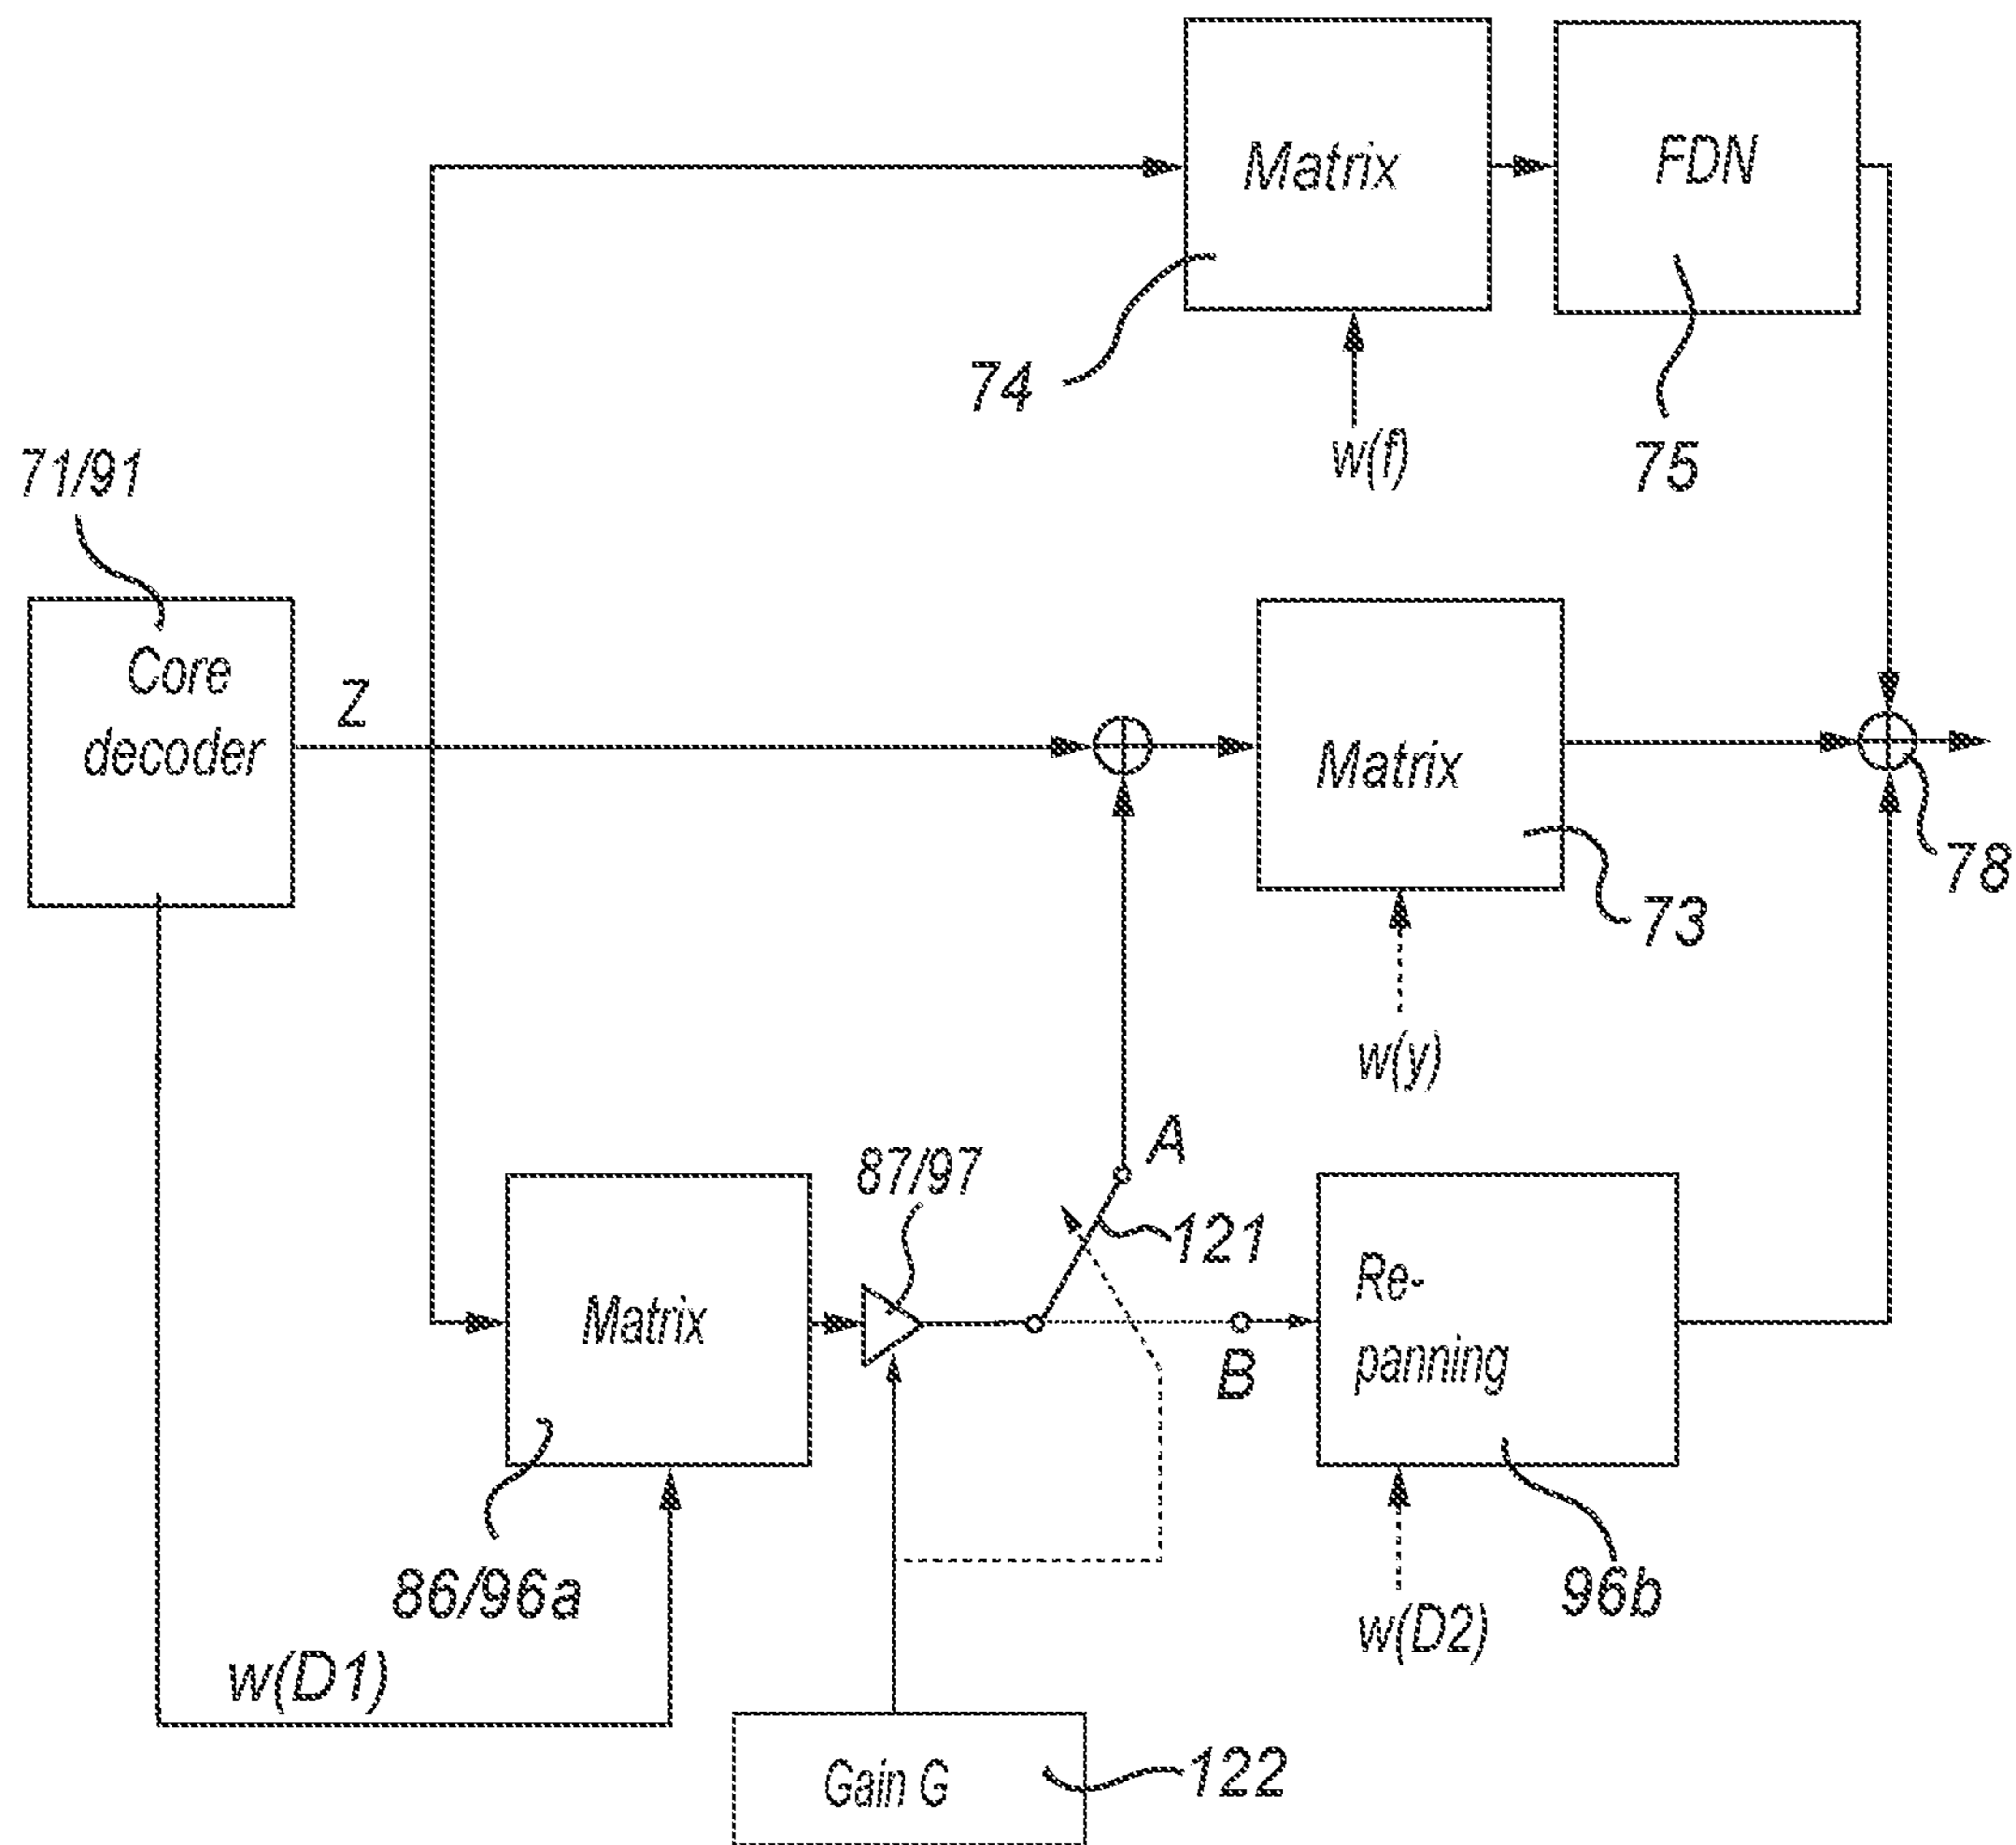 Matrix
FDN
74
w(f)
75
71/91
Core
decoder
Z
Matrix
78
73
w(y)
A
87/97
121
Matrix
B
Re-
panning
86/96a
96b
w(D1)
w(D2)
Gain G
122